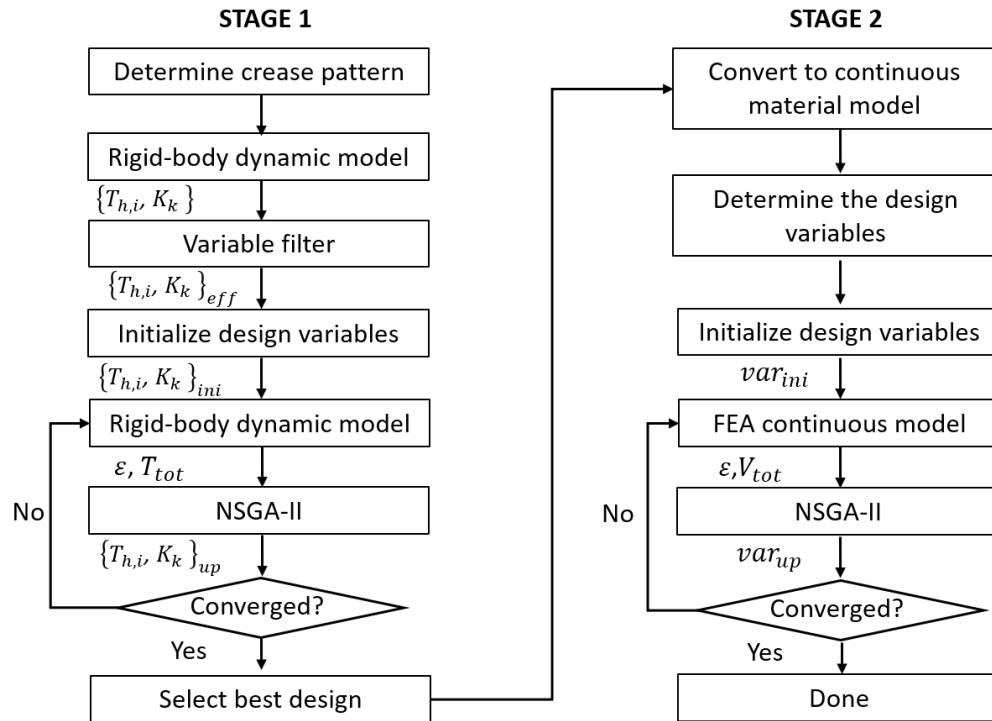 STAGE 1
Determine crease pattern
Rigid-body dynamic model
{T_{h,i}, K_k}
Variable filter
{T_{h,i}, K_k}_{eff}
Initialize design variables
{T_{h,i}, K_k}_{ini}
Rigid-body dynamic model
ε, T_{tot}
NSGA-II
No
{T_{h,i}, K_k}_{up}
Converged?
Yes
Select best design
STAGE 2
Convert to continuous
material model
Determine the design
variables
Initialize design variables
var_{ini}
FEA continuous model
ε,V_{tot}
NSGA-II
No
var_{up}
Converged?
Yes
Done